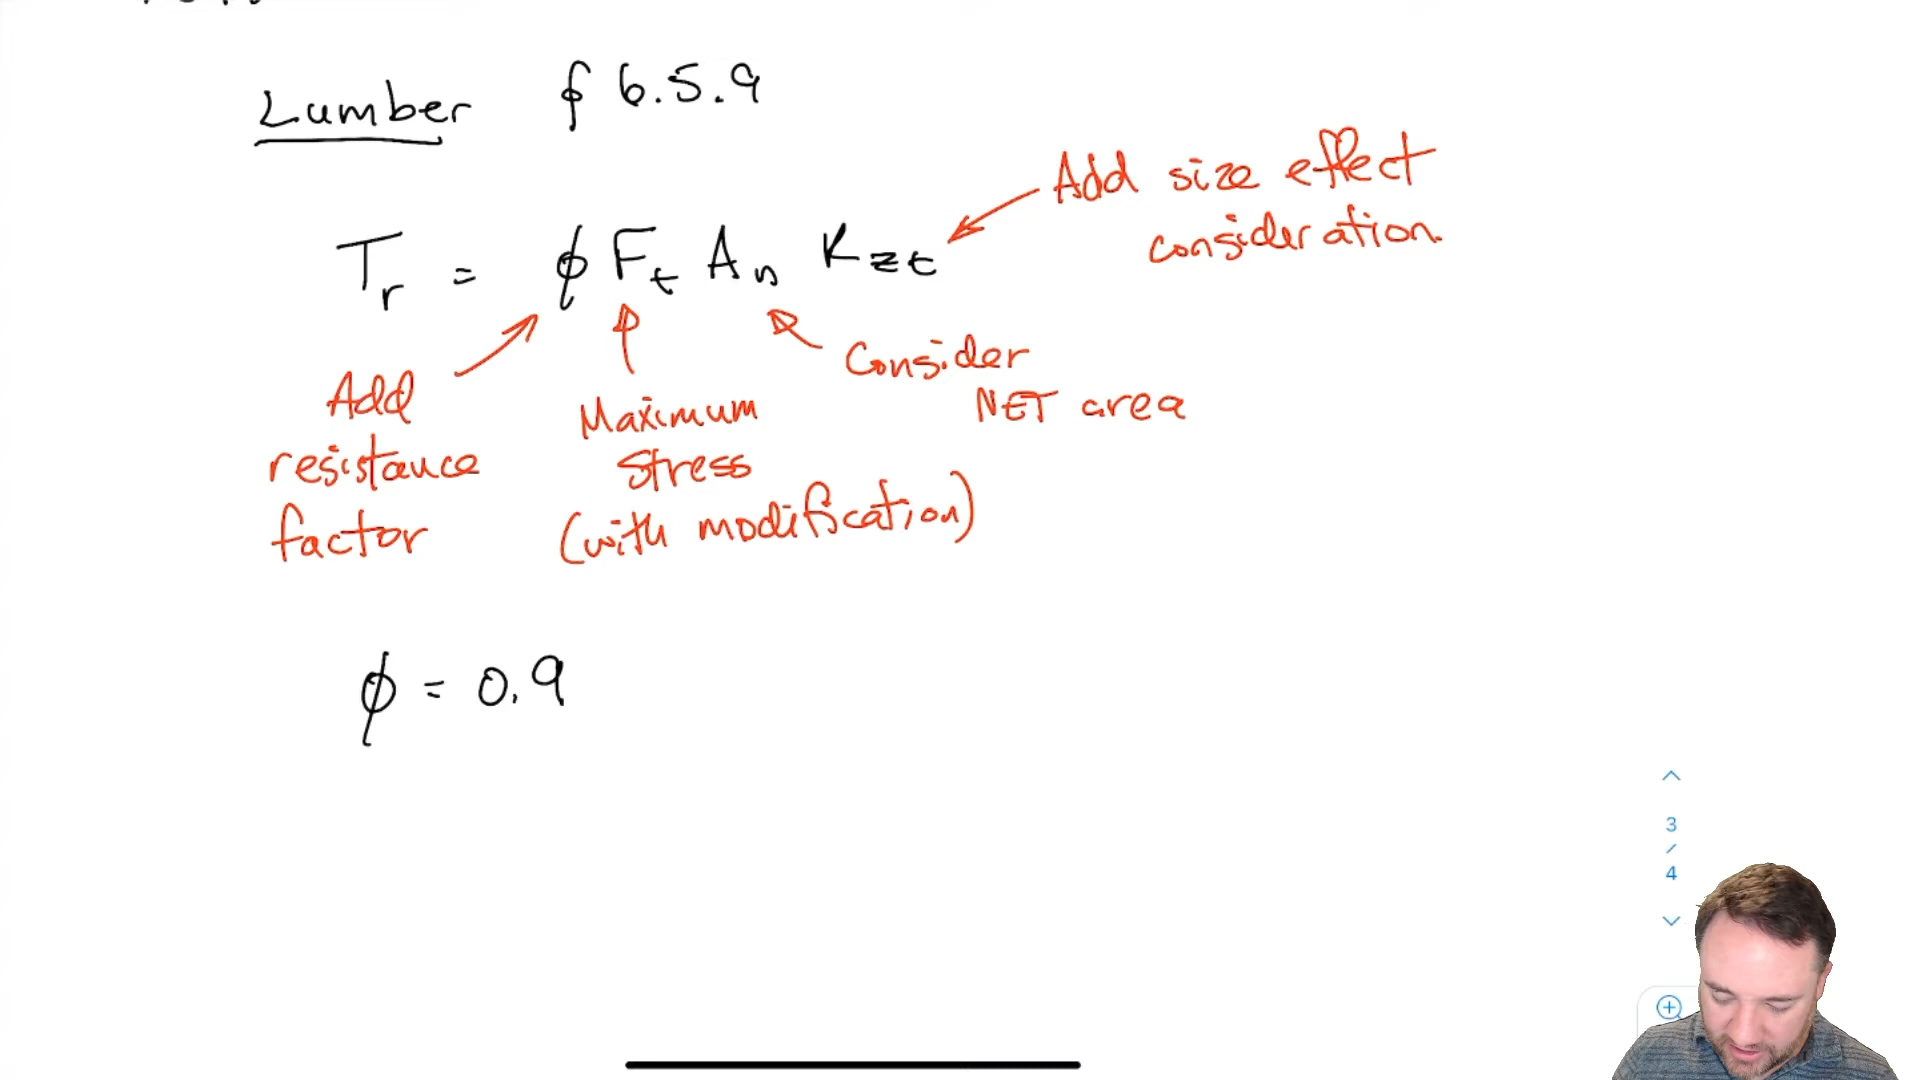 Lumber § 6.5.9
Add size effect
consideration.
Tr = φ Ft An Kzt
Consider
NET area
Add
resistance
factor
Maximum
Stress
(with modification)
φ = 0.9
3
/
4